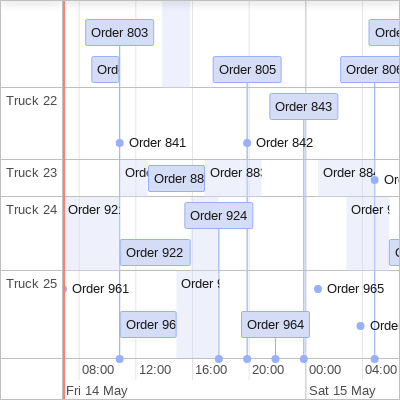 Order 803
Order 805
Order 806
Truck 22
Order 843
Order 841
Order 842
Truck 23
Truck 24
Order 924
Order 922
Truck 25
Order 961
Order 965
Order 964
08:00 12:00 16:00 20:00 00:00 04:00
Fri 14 May Sat 15 May